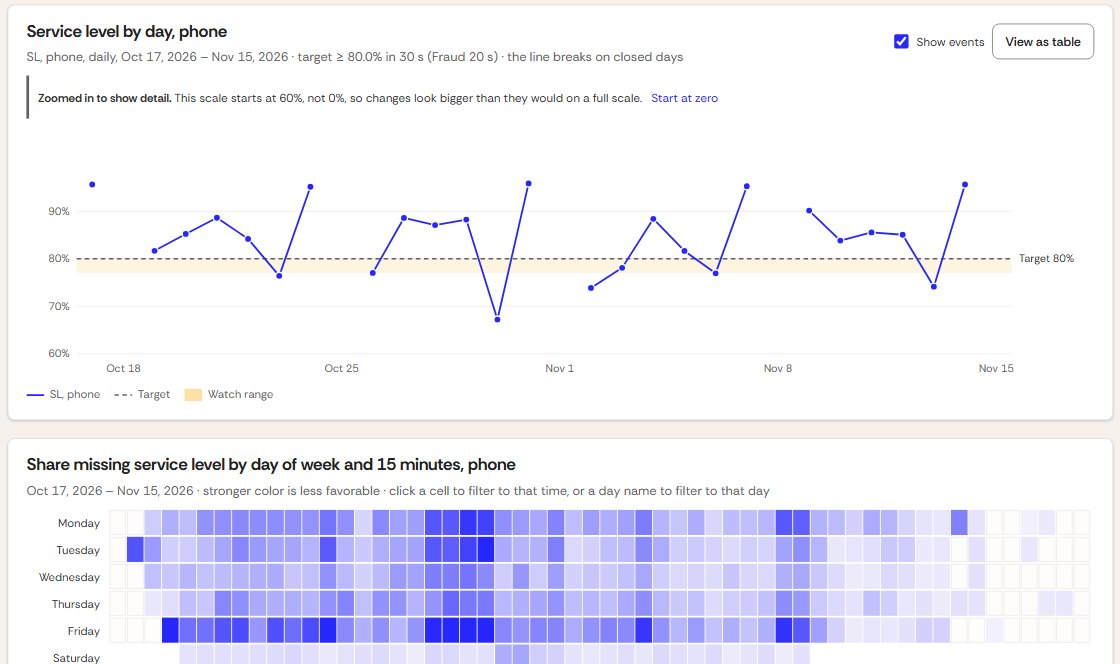 Service level by day, phone
Show events
View as table
SL, phone, daily, Oct 17, 2026 – Nov 15, 2026 · target ≥ 80.0% in 30 s (Fraud 20 s) · the line breaks on closed days
Zoomed in to show detail. This scale starts at 60%, not 0%, so changes look bigger than they would on a full scale. Start at zero
90%
80%
Target 80%
70%
60%
Oct 18
Oct 25
Nov 1
Nov 8
Nov 15
SL, phone
Target
Watch range
Share missing service level by day of week and 15 minutes, phone
Oct 17, 2026 – Nov 15, 2026 · stronger color is less favorable · click a cell to filter to that time, or a day name to filter to that day
Monday
Tuesday
Wednesday
Thursday
Friday
Saturday